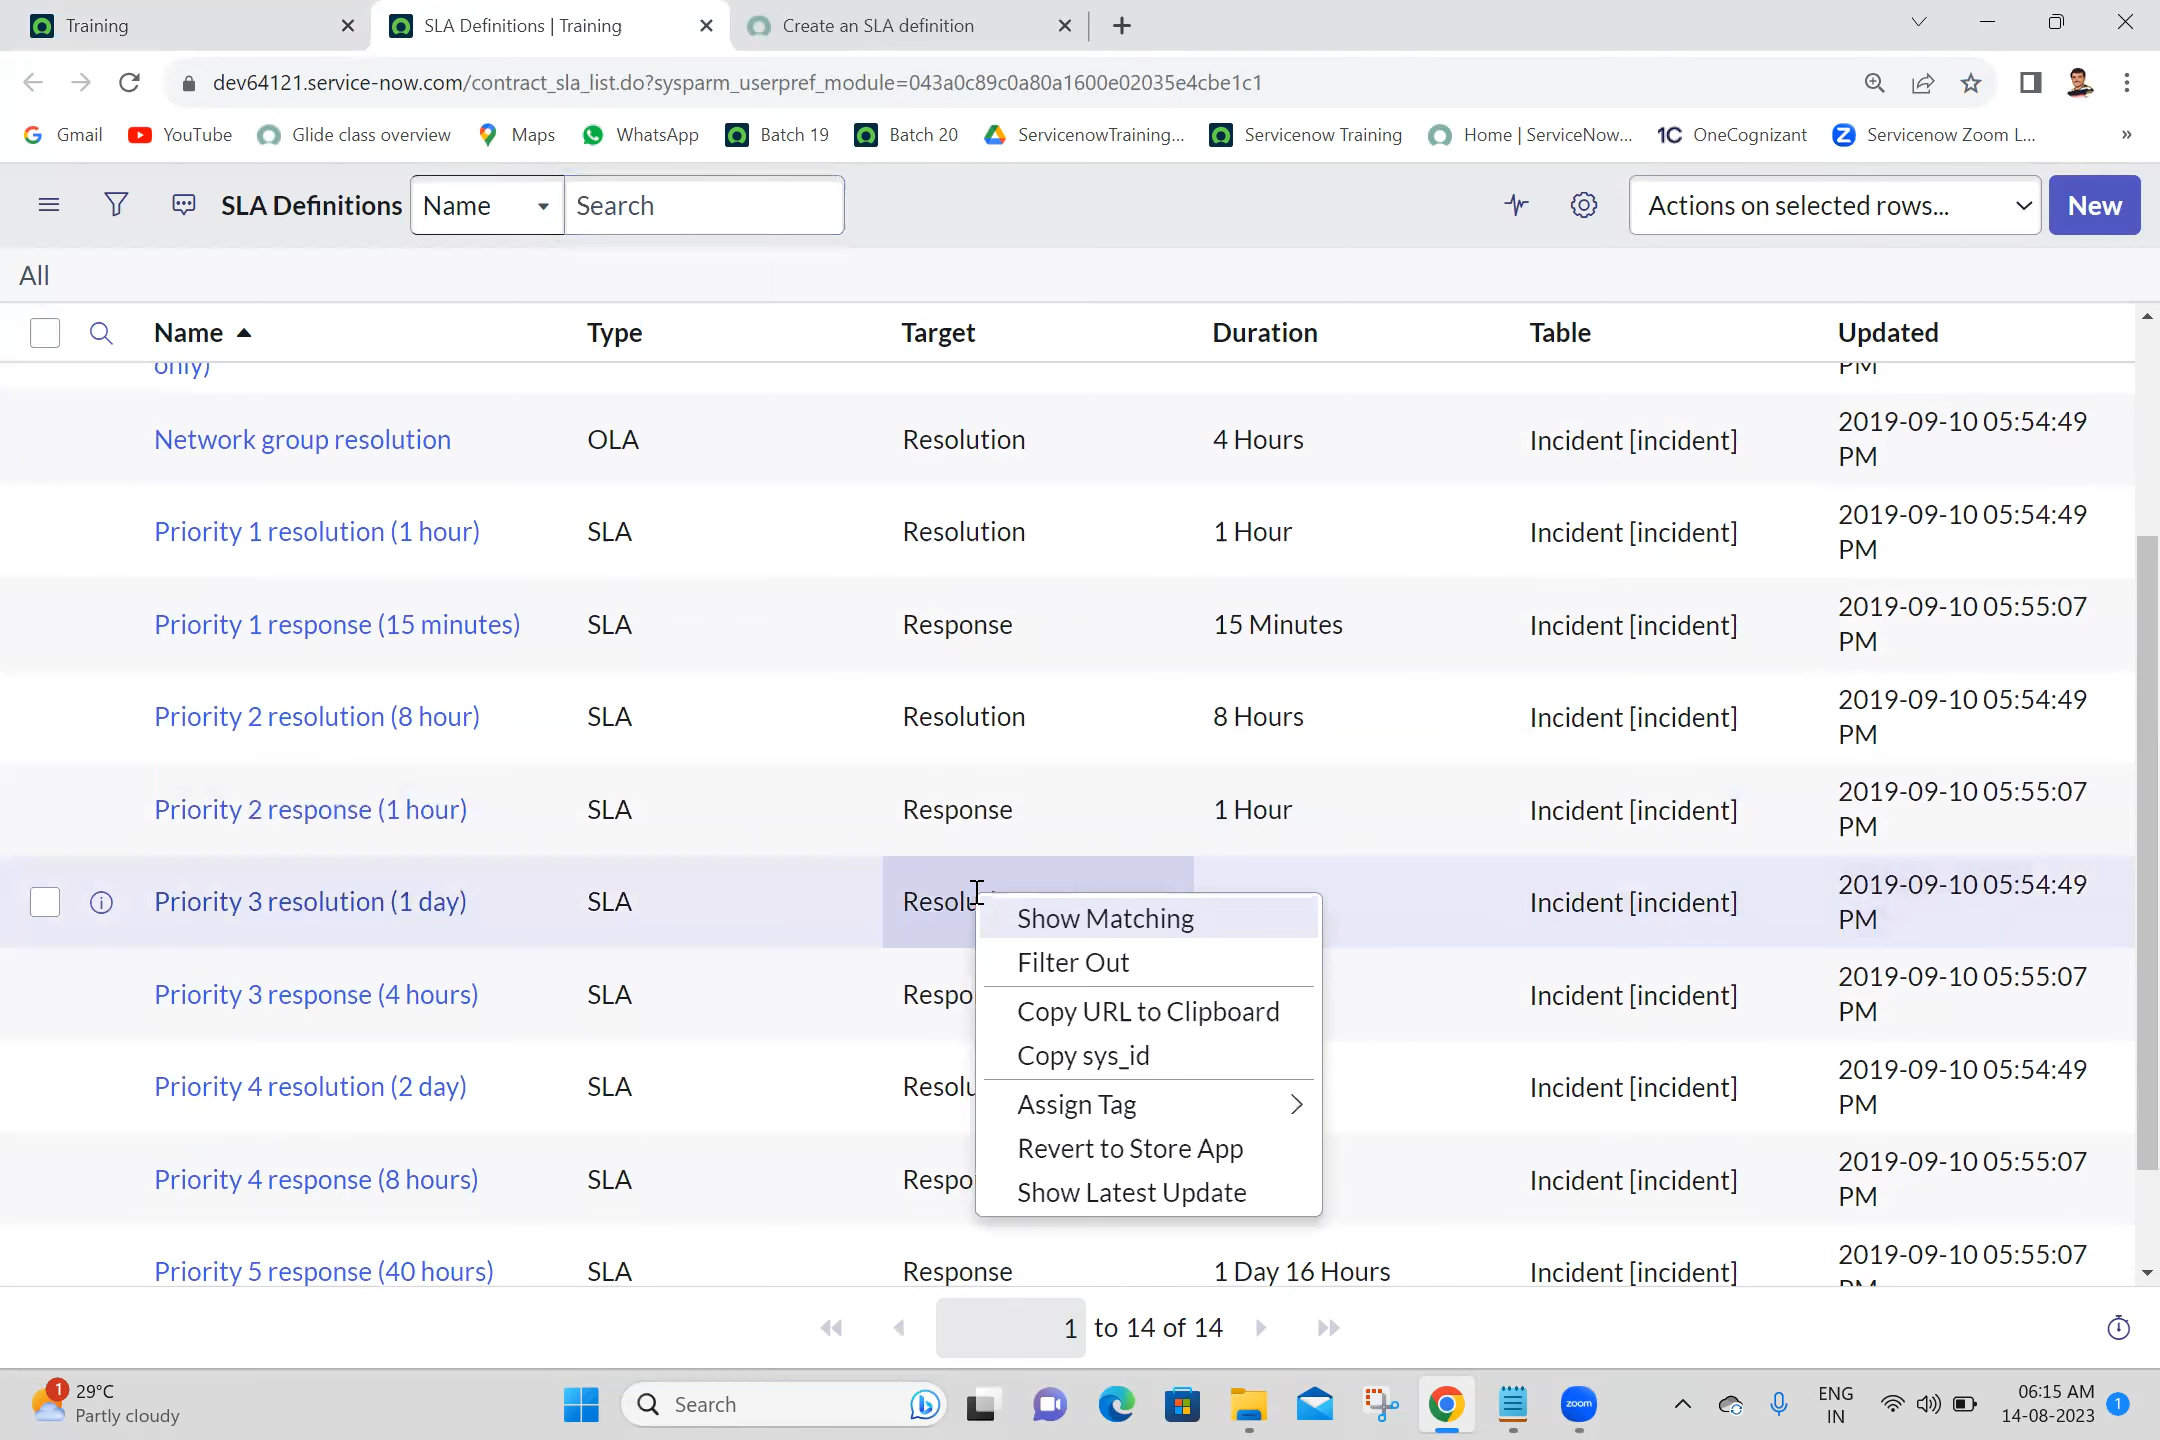 Training
SLA Definitions | Training
Create an SLA definition
dev64121.service-now.com/contract_sla_list.do?sysparm_userpref_module=043a0c89c0a80a1600e02035e4cbe1c1
Gmail YouTube Glide class overview Maps WhatsApp Batch 19 Batch 20 ServicenowTraining... Servicenow Training Home | ServiceNow... 1C OneCognizant Servicenow Zoom L... »
SLA Definitions Name Search Actions on selected rows... New
All
Name Type Target Duration Table Updated
only) PM
Network group resolution OLA Resolution 4 Hours Incident [incident] 2019-09-10 05:54:49 PM
Priority 1 resolution (1 hour) SLA Resolution 1 Hour Incident [incident] 2019-09-10 05:54:49 PM
Priority 1 response (15 minutes) SLA Response 15 Minutes Incident [incident] 2019-09-10 05:55:07 PM
Priority 2 resolution (8 hour) SLA Resolution 8 Hours Incident [incident] 2019-09-10 05:54:49 PM
Priority 2 response (1 hour) SLA Response 1 Hour Incident [incident] 2019-09-10 05:55:07 PM
Priority 3 resolution (1 day) SLA Incident [incident] 2019-09-10 05:54:49 PM
Show Matching
Filter Out
Copy URL to Clipboard
Copy sys_id
Assign Tag
Revert to Store App
Show Latest Update
Priority 3 response (4 hours) SLA Respo Incident [incident] 2019-09-10 05:55:07 PM
Priority 4 resolution (2 day) SLA Resolu Incident [incident] 2019-09-10 05:54:49 PM
Priority 4 response (8 hours) SLA Respo Incident [incident] 2019-09-10 05:55:07 PM
Priority 5 response (40 hours) SLA Response 1 Day 16 Hours Incident [incident] 2019-09-10 05:55:07
1 to 14 of 14
1 29°C
Partly cloudy
Search
zoom
ENG
IN
06:15 AM
14-08-2023
1